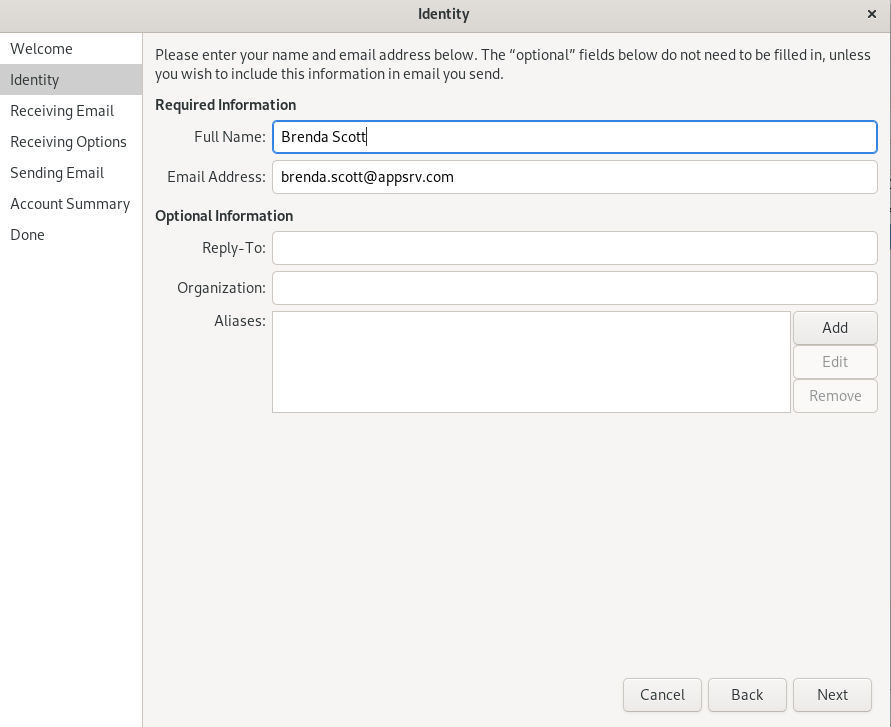 Identity
×
Welcome
Identity
Receiving Email
Receiving Options
Sending Email
Account Summary
Done
Please enter your name and email address below. The “optional” fields below do not need to be filled in, unless
you wish to include this information in email you send.
Required Information
Full Name: Brenda Scott
Email Address: brenda.scott@appsrv.com
Optional Information
Reply-To:
Organization:
Aliases:
Add
Edit
Remove
Cancel Back Next